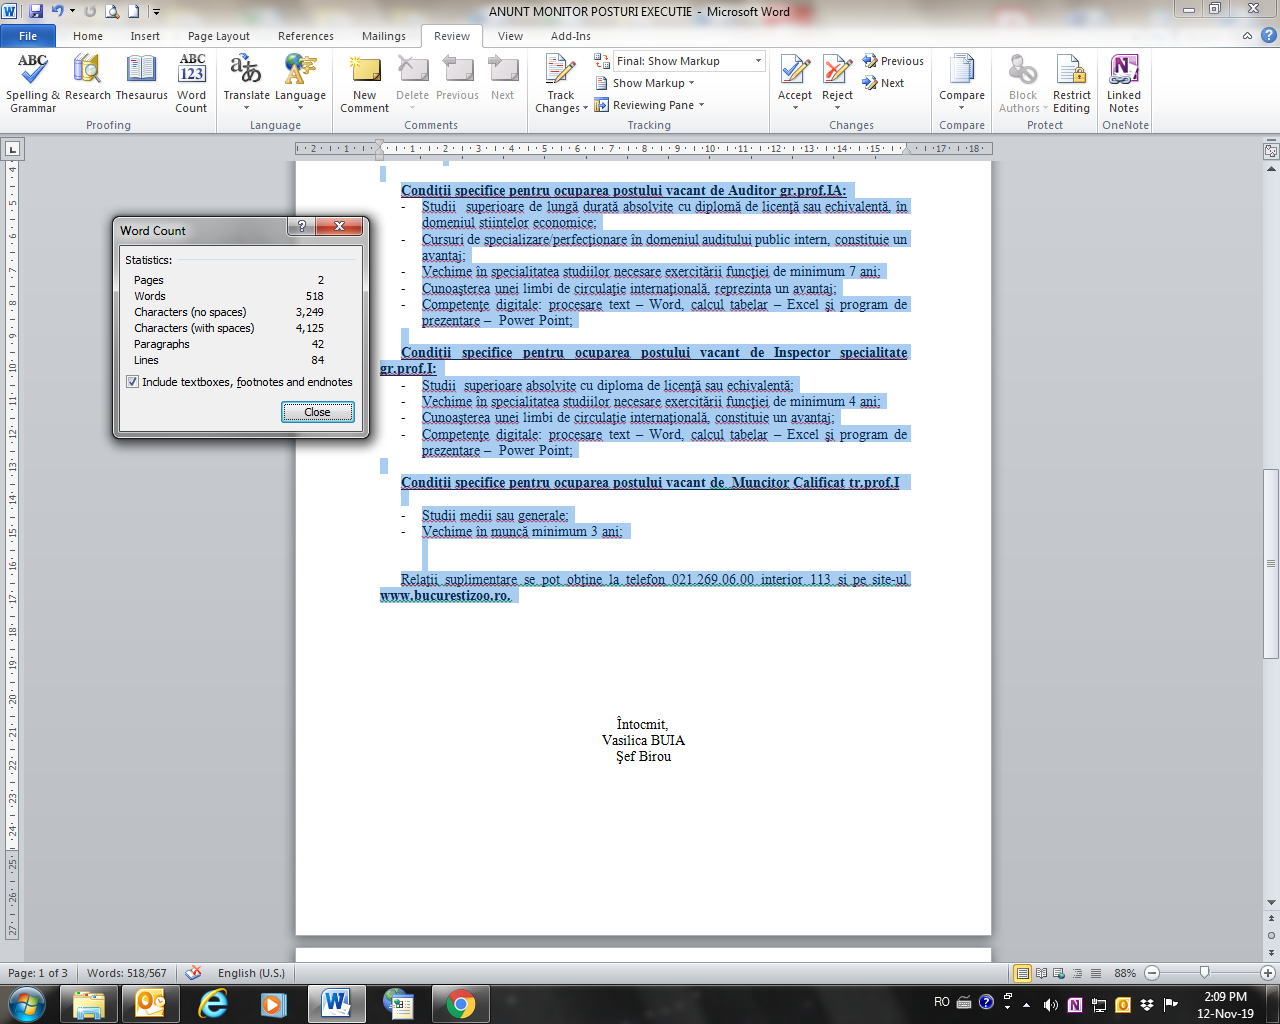 ANUNT MONITOR POSTURI EXECUTIE - Microsoft Word
File Home Insert Page Layout References Mailings Review View Add-Ins
ABC Spelling & Grammar
Research
Thesaurus
ABC 123 Word Count
Proofing
Translate
Language
Language
New Comment
Delete
Previous
Next
Comments
Track Changes
Final: Show Markup
Show Markup
Reviewing Pane
Tracking
Accept
Reject
Previous
Next
Changes
Compare
Compare
Block Authors
Restrict Editing
Protect
Linked Notes
OneNote
Word Count
Statistics:
Pages 2
Words 518
Characters (no spaces) 3,249
Characters (with spaces) 4,125
Paragraphs 42
Lines 84
Include textboxes, footnotes and endnotes
Close
Condiţii specifice pentru ocuparea postului vacant de Auditor gr.prof.IA:
- Studii superioare de lungă durată absolvite cu diplomă de licenţă sau echivalentă, în
domeniul stiintelor economice;
- Cursuri de specializare/perfecţionare în domeniul auditului public intern, constituie un
avantaj;
- Vechime în specialitatea studiilor necesare exercitării funcţiei de minimum 7 ani;
- Cunoaşterea unei limbi de circulaţie internaţională, reprezinta un avantaj;
- Competenţe digitale: procesare text – Word, calcul tabelar – Excel şi program de
prezentare – Power Point;
Condiţii specifice pentru ocuparea postului vacant de Inspector specialitate
gr.prof.I:
- Studii superioare absolvite cu diploma de licenţă sau echivalentă;
- Vechime în specialitatea studiilor necesare exercitării funcţiei de minimum 4 ani;
- Cunoaşterea unei limbi de circulaţie internaţională, constituie un avantaj;
- Competenţe digitale: procesare text – Word, calcul tabelar – Excel şi program de
prezentare – Power Point;
Condiţii specifice pentru ocuparea postului vacant de Muncitor Calificat tr.prof.I
- Studii medii sau generale;
- Vechime în muncă minimum 3 ani;
Relaţii suplimentare se pot obţine la telefon 021.269.06.00 interior 113 si pe site-ul
www.bucurestizoo.ro.
Întocmit,
Vasilica BUIA
Şef Birou
Page: 1 of 3 Words: 518/567 English (U.S.) 88%
RO 2:09 PM
12-Nov-19